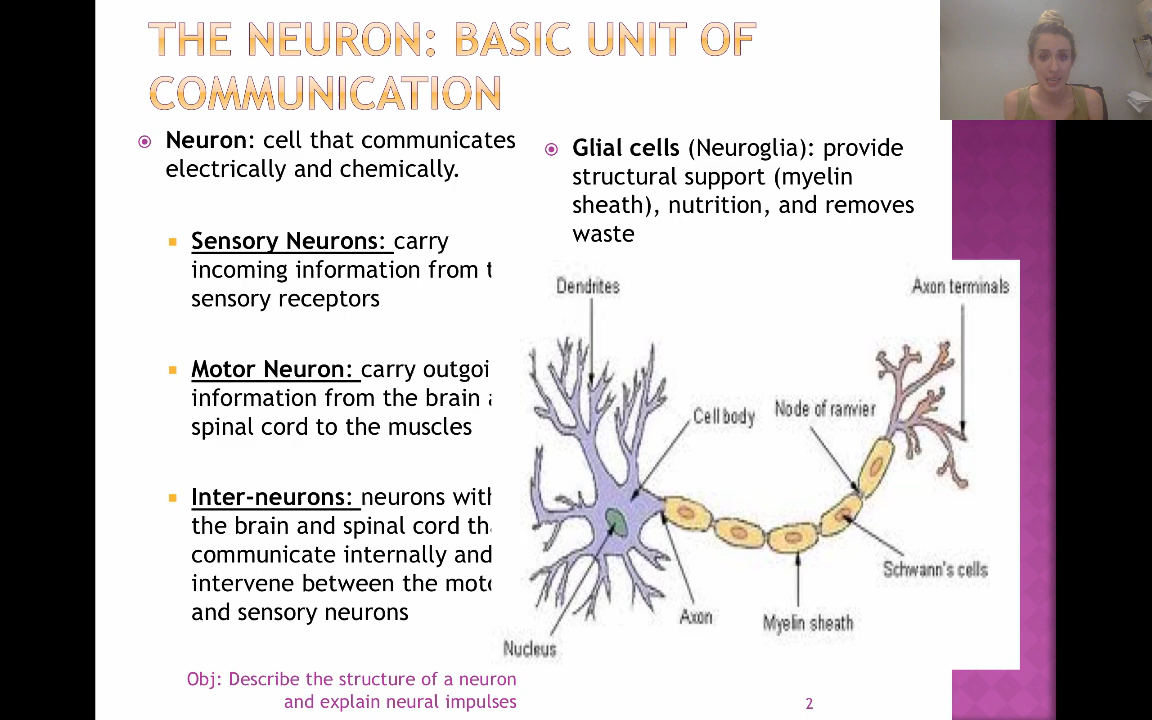 THE NEURON: BASIC UNIT OF
COMMUNICATION
Neuron: cell that communicates
electrically and chemically.
Sensory Neurons: carry
incoming information from
sensory receptors
Motor Neuron: carry
information from the brain
spinal cord to the muscles
Inter-neurons: neurons
the brain and spinal cord
communicate internally and
intervene between the
and sensory neurons
Glial cells (Neuroglia): provide
structural support (myelin
sheath), nutrition, and removes
waste
Dendrites
Axon terminals
Cell body
Node of ranvier
Schwann's cells
Axon
Myelin sheath
Nucleus
Obj: Describe the structure of a neuron
and explain neural impulses
2